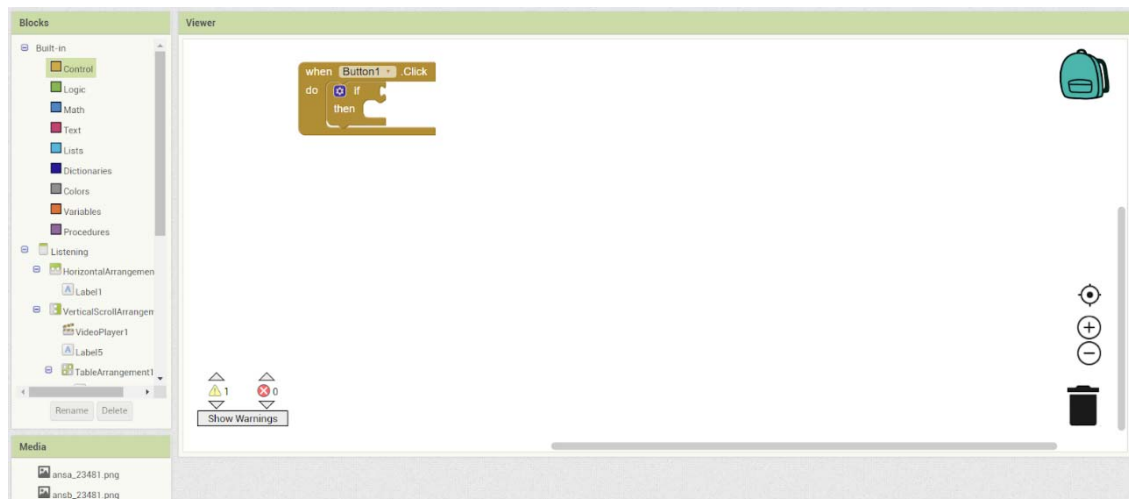 Blocks
Viewer
Built-in
Control
Logic
Math
Text
Lists
Dictionaries
Colors
Variables
Procedures
Listening
HorizontalArrangemen
Label1
VerticalScrollArrangem
VideoPlayer1
Label5
TableArrangement1
Rename Delete
Media
ansa_23481.png
ansb_23481.png
when Button1 .Click
do if
then
1 0
Show Warnings